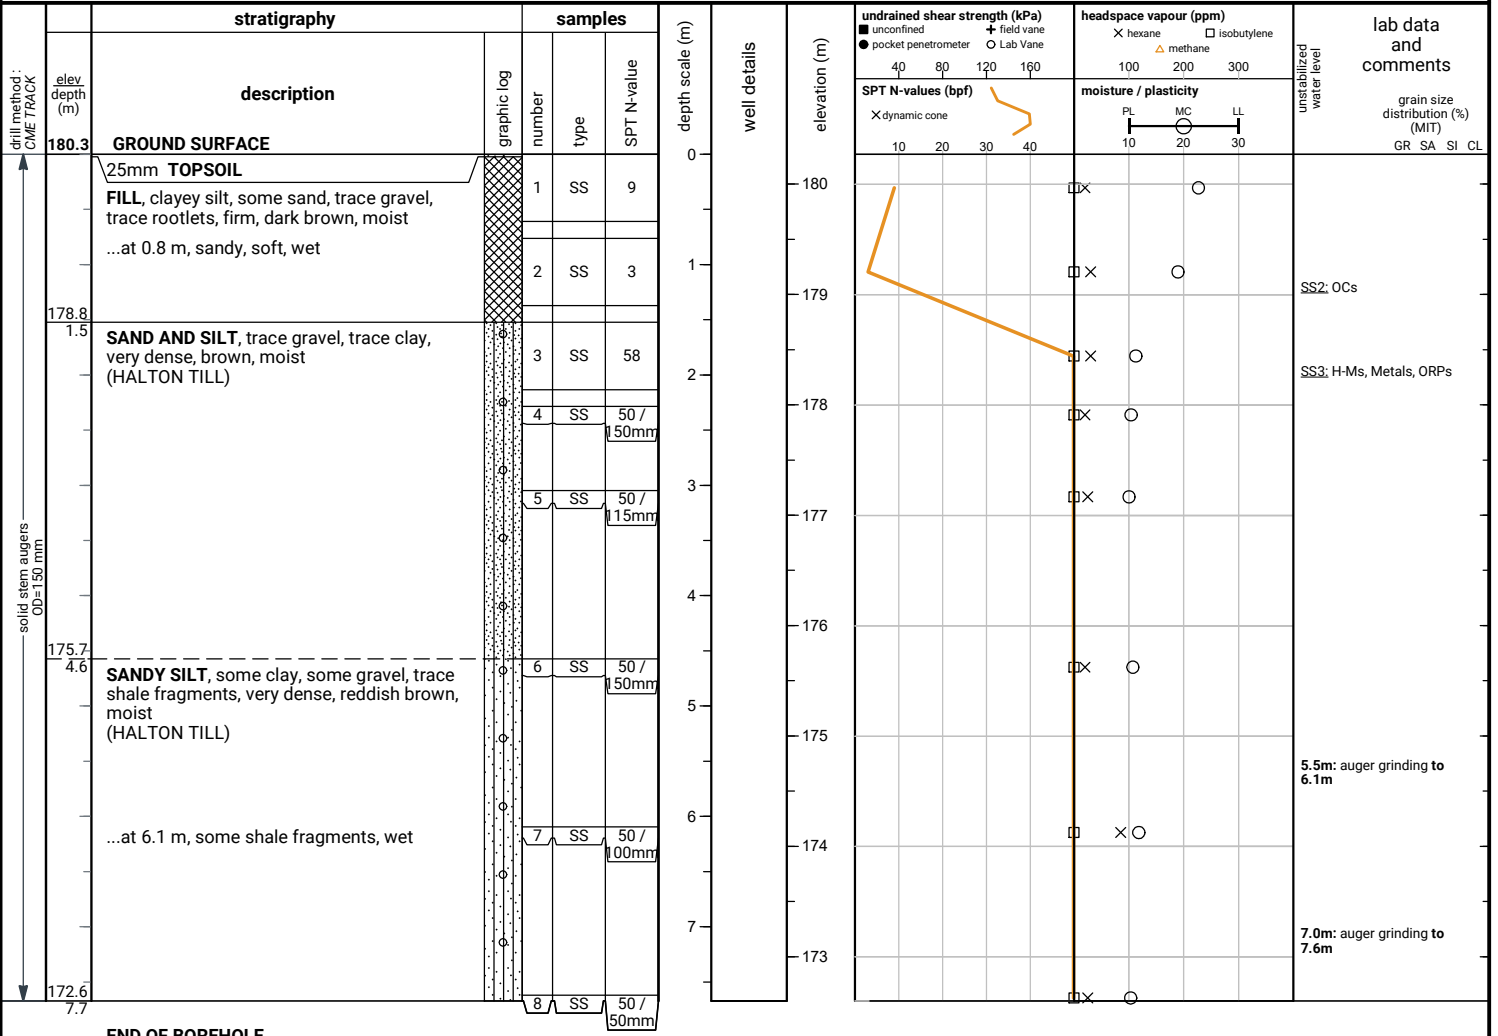 stratigraphy
samples
drill method :
CME TRACK
elev
depth
(m)
description
graphic log
number
type
SPT N-value
depth scale (m)
well details
elevation (m)
undrained shear strength (kPa)
unconfined
field vane
pocket penetrometer
Lab Vane
40 80 120 160
SPT N-values (bpf)
dynamic cone
10 20 30 40
headspace vapour (ppm)
hexane
isobutylene
methane
100 200 300
moisture / plasticity
PL MC LL
10 20 30
unstabilized
water level
lab data
and
comments
grain size
distribution (%)
(MIT)
GR SA SI CL
180.3
GROUND SURFACE
25mm TOPSOIL
FILL, clayey silt, some sand, trace gravel,
trace rootlets, firm, dark brown, moist
...at 0.8 m, sandy, soft, wet
178.8
1.5
SAND AND SILT, trace gravel, trace clay,
very dense, brown, moist
(HALTON TILL)
175.7
4.6
SANDY SILT, some clay, some gravel, trace
shale fragments, very dense, reddish brown,
moist
(HALTON TILL)
...at 6.1 m, some shale fragments, wet
172.6
7.7
END OF BOREHOLE
solid stem augers
OD=150 mm
1 SS 9
2 SS 3
3 SS 58
4 SS 50 /
150mm
5 SS 50 /
115mm
6 SS 50 /
150mm
7 SS 50 /
100mm
8 SS 50 /
50mm
0
1
2
3
4
5
6
7
180
179
178
177
176
175
174
173
SS2: OCs
SS3: H-Ms, Metals, ORPs
5.5m: auger grinding to
6.1m
7.0m: auger grinding to
7.6m